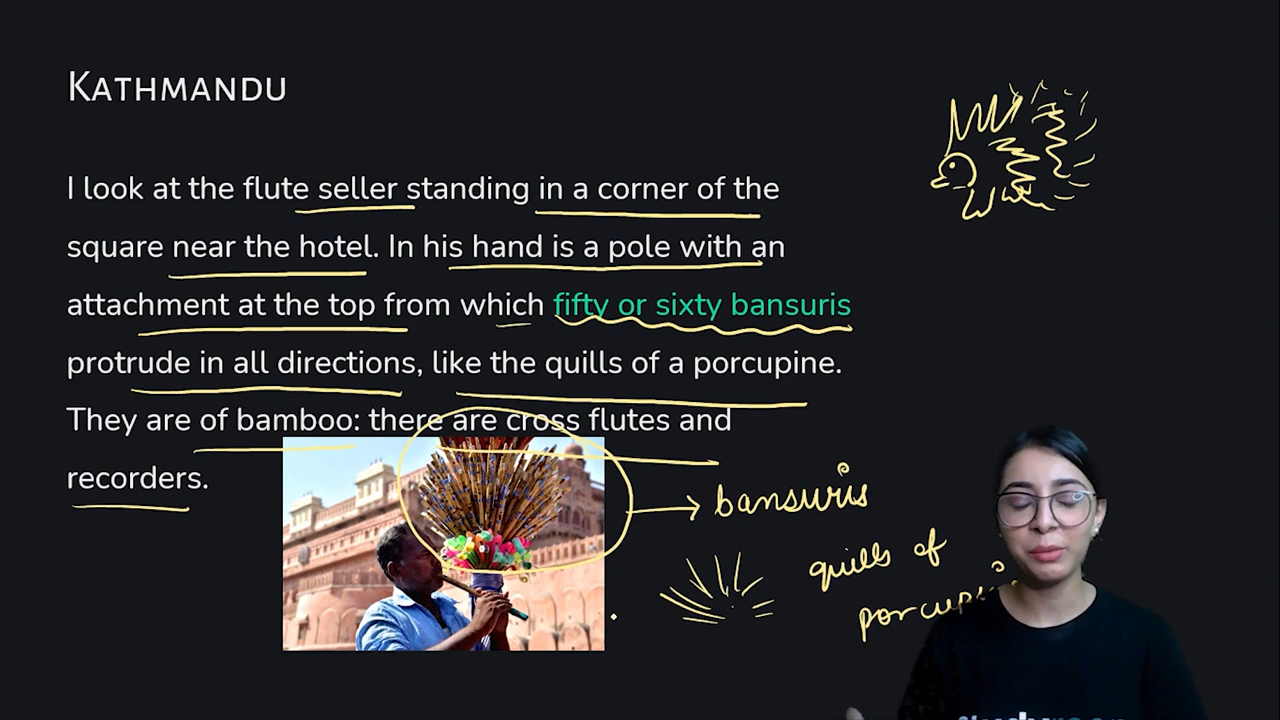 KATHMANDU
I look at the flute seller standing in a corner of the
square near the hotel. In his hand is a pole with an
attachment at the top from which fifty or sixty bansuris
protrude in all directions, like the quills of a porcupine.
They are of bamboo: there are cross flutes and
recorders.
bansuris
quills of